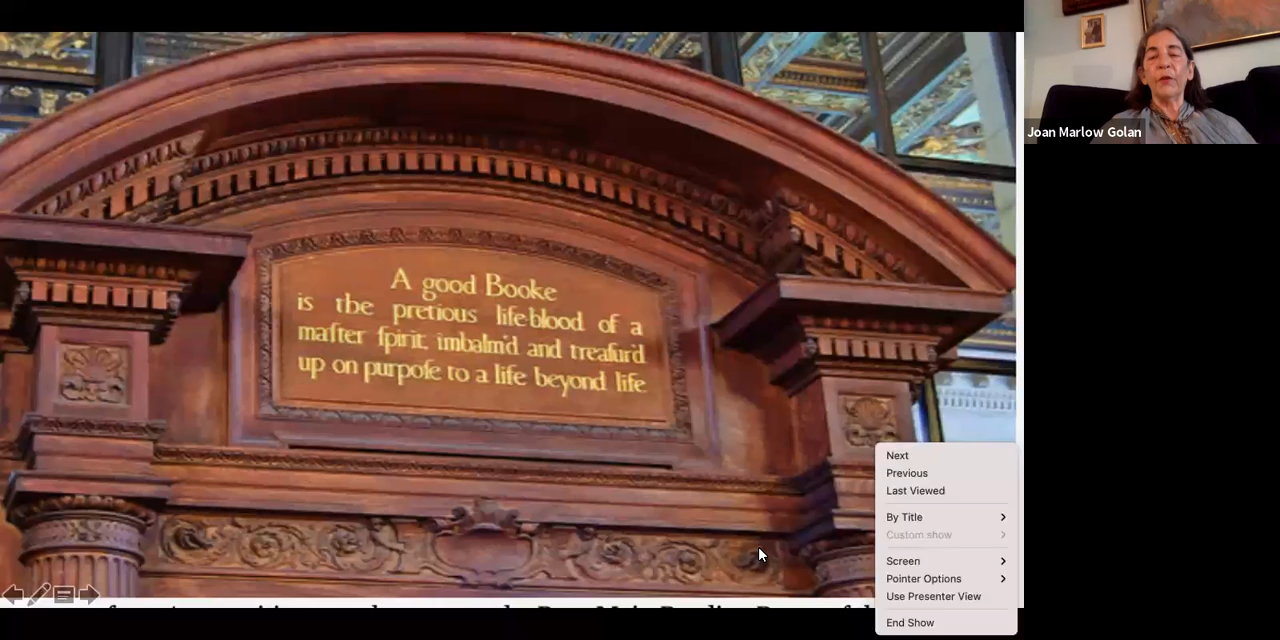 Joan Marlow Golan
A good Booke
is the pretious life-blood of a
maſter ſpirit, imbalm'd and treaſur'd
up on purpoſe to a life beyond life
Next
Previous
Last Viewed
By Title
Custom show
Screen
Pointer Options
Use Presenter View
End Show